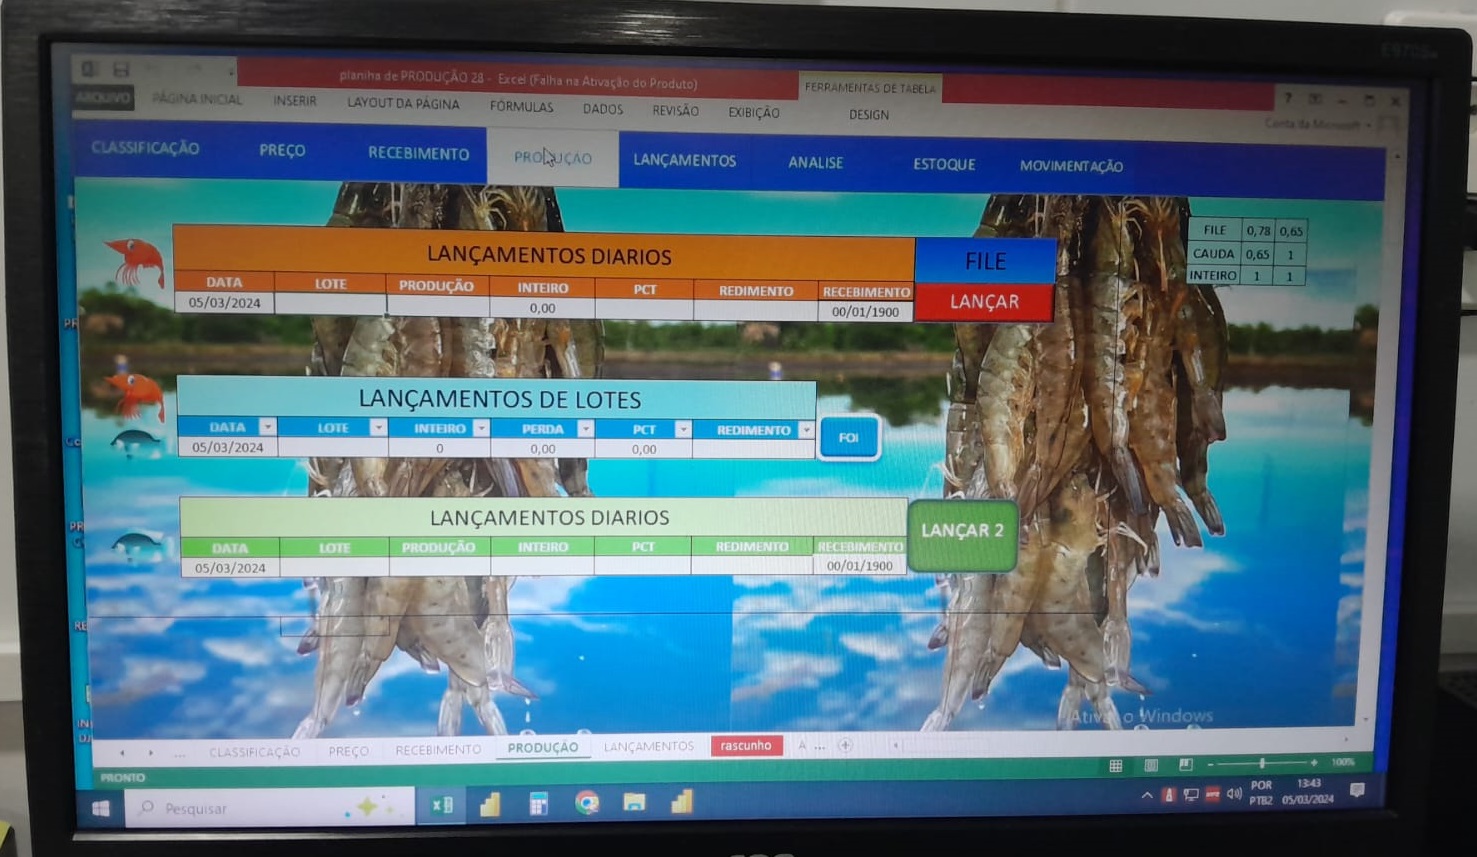 planiha de PRODUÇÃO 28 - Excel (Falha na Ativação do Produto)
FERRAMENTAS DE TABELA
ARQUIVO PÁGINA INICIAL INSERIR LAYOUT DA PÁGINA FÓRMULAS DADOS REVISÃO EXIBIÇÃO DESIGN
Conta da Microsoft
CLASSIFICAÇÃO PREÇO RECEBIMENTO PRODUÇÃO LANÇAMENTOS ANALISE ESTOQUE MOVIMENTAÇÃO
FILE 0,78 0,65
CAUDA 0,65 1
INTEIRO 1 1
LANÇAMENTOS DIARIOS FILE
DATA LOTE PRODUÇÃO INTEIRO PCT REDIMENTO RECEBIMENTO LANÇAR
05/03/2024 0,00 00/01/1900
LANÇAMENTOS DE LOTES
DATA LOTE INTEIRO PERDA PCT REDIMENTO FOI
05/03/2024 0 0,00 0,00
LANÇAMENTOS DIARIOS LANÇAR 2
DATA LOTE PRODUÇÃO INTEIRO PCT REDIMENTO RECEBIMENTO
05/03/2024 00/01/1900
o Windows
... CLASSIFICAÇÃO PREÇO RECEBIMENTO PRODUÇÃO LANÇAMENTOS rascunho A ...
PRONTO 100%
Pesquisar
POR 13:43
PTB2 05/03/2024